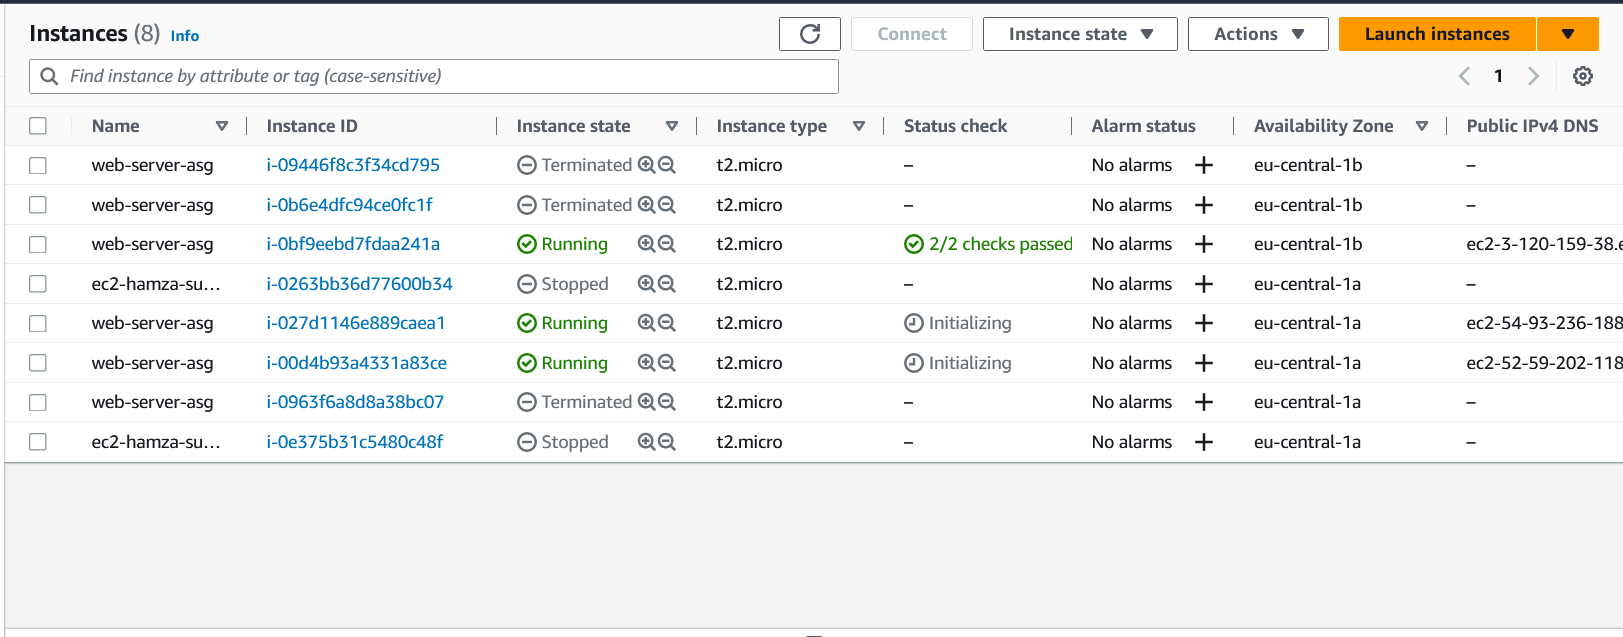 Instances (8) Info Connect Instance state Actions Launch instances
Find instance by attribute or tag (case-sensitive) 1
Name Instance ID Instance state Instance type Status check Alarm status Availability Zone Public IPv4 DNS
web-server-asg i-09446f8c3f34cd795 Terminated t2.micro – No alarms + eu-central-1b –
web-server-asg i-0b6e4dfc94ce0fc1f Terminated t2.micro – No alarms + eu-central-1b –
web-server-asg i-0bf9eebd7fdaa241a Running t2.micro 2/2 checks passed No alarms + eu-central-1b ec2-3-120-159-38.e
ec2-hamza-su... i-0263bb36d77600b34 Stopped t2.micro – No alarms + eu-central-1a –
web-server-asg i-027d1146e889caea1 Running t2.micro Initializing No alarms + eu-central-1a ec2-54-93-236-188
web-server-asg i-00d4b93a4331a83ce Running t2.micro Initializing No alarms + eu-central-1a ec2-52-59-202-118
web-server-asg i-0963f6a8d8a38bc07 Terminated t2.micro – No alarms + eu-central-1a –
ec2-hamza-su... i-0e375b31c5480c48f Stopped t2.micro – No alarms + eu-central-1a –